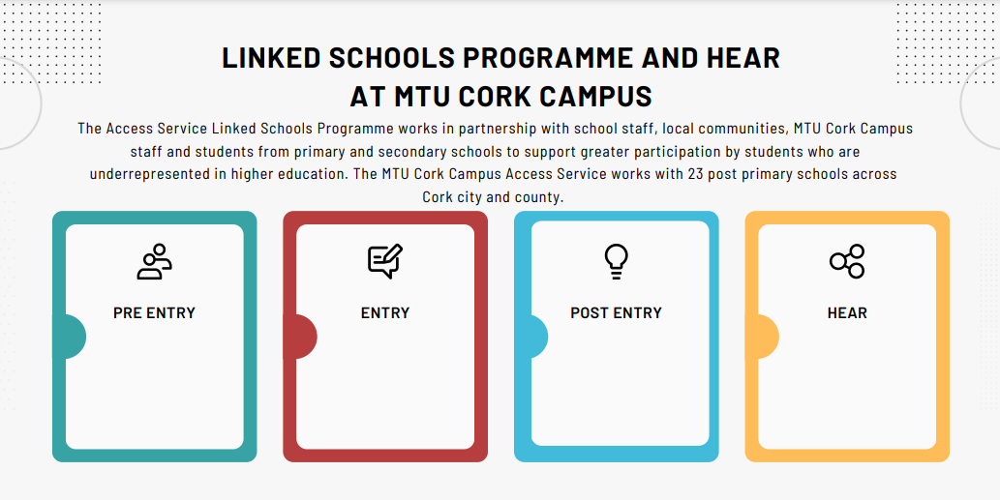 LINKED SCHOOLS PROGRAMME AND HEAR
AT MTU CORK CAMPUS
The Access Service Linked Schools Programme works in partnership with school staff, local communities, MTU Cork Campus
staff and students from primary and secondary schools to support greater participation by students who are
underrepresented in higher education. The MTU Cork Campus Access Service works with 23 post primary schools across
Cork city and county.
PRE ENTRY
ENTRY
POST ENTRY
HEAR